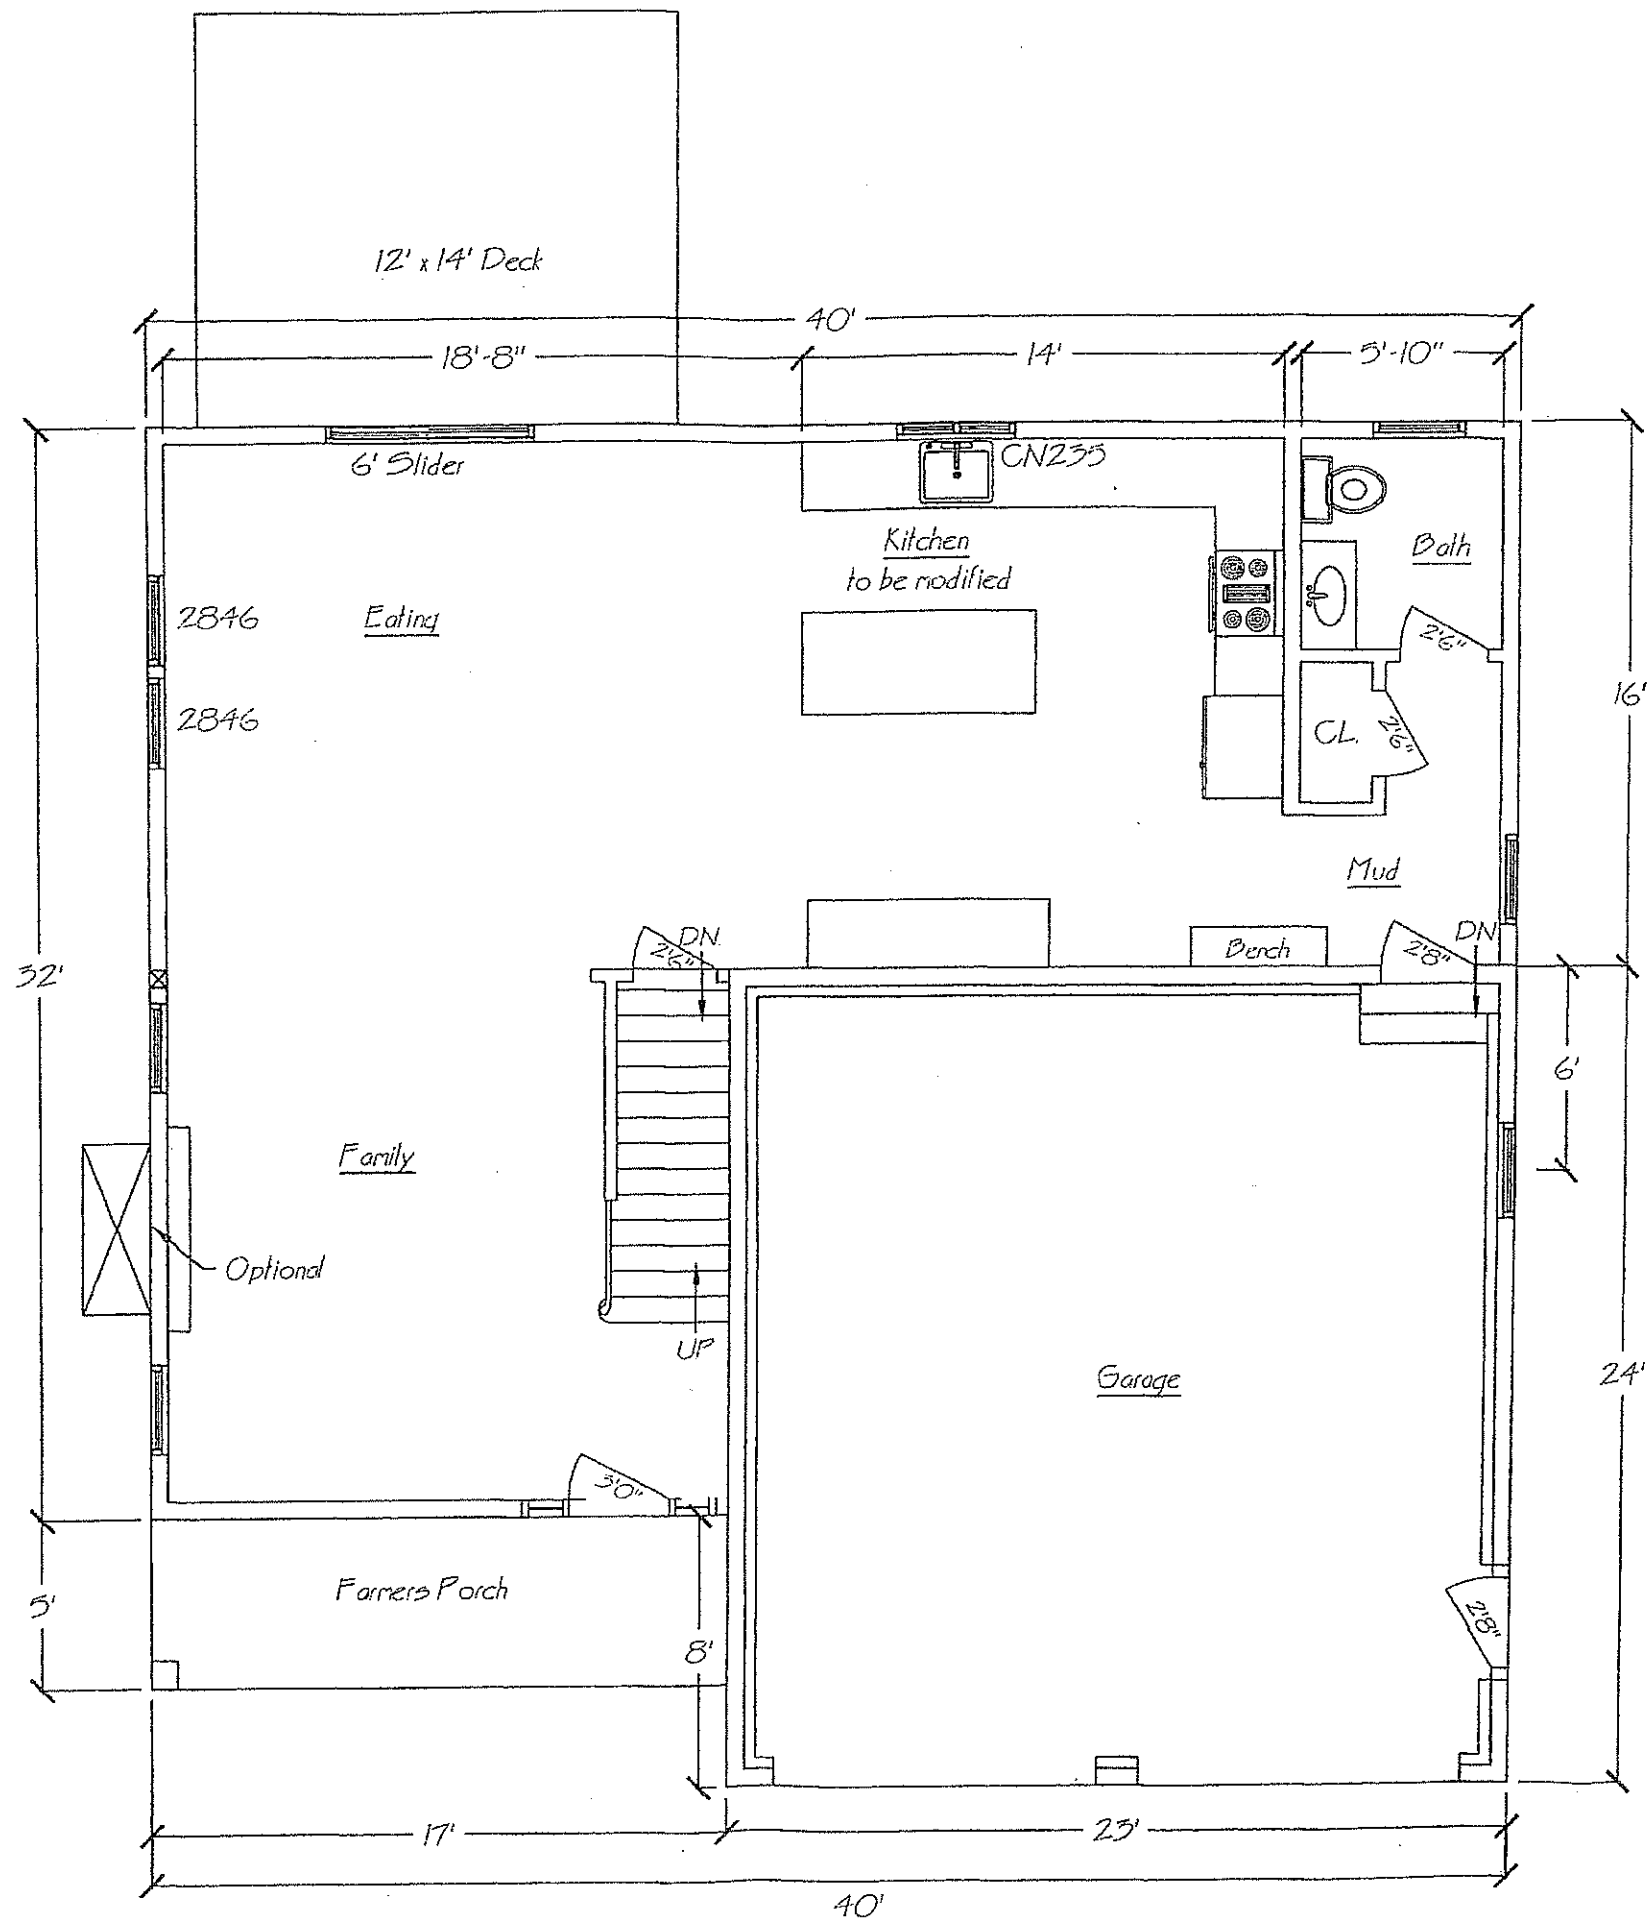 12' x 14' Deck
40'
18'-8"
14'
5'-10"
6' Slider
CN235
Kitchen
to be modified
Bath
2846
Eating
2'6"
16'
2846
CL.
2'6"
Mud
DN
2'6"
Bench
2'8"
DN
32'
6'
Family
Optional
UP
Garage
24'
3'0"
Farmers Porch
5'
8'
2'8"
17'
23'
40'